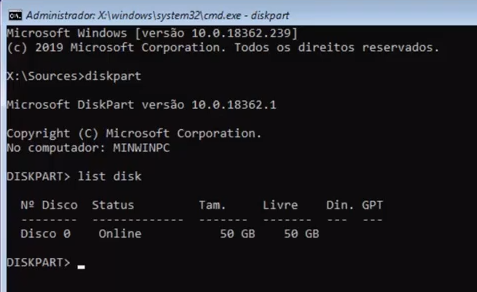 Administrador: X:\windows\system32\cmd.exe - diskpart
Microsoft Windows [versão 10.0.18362.239]
(c) 2019 Microsoft Corporation. Todos os direitos reservados.
X:\Sources>diskpart
Microsoft DiskPart versão 10.0.18362.1
Copyright (C) Microsoft Corporation.
No computador: MINWINPC
DISKPART> list disk
Nº Disco  Status         Tam.     Livre    Din.  GPT
--------  -------------  -------  -------  ---  ---
Disco 0    Online          50 GB    50 GB
DISKPART> _